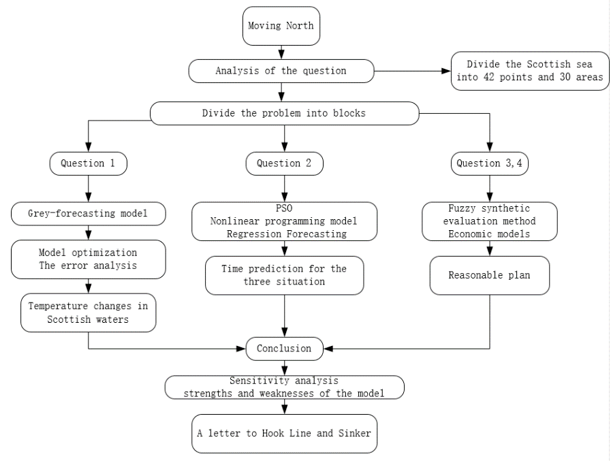 Moving North
Analysis of the question
Divide the Scottish sea
into 42 points and 30 areas
Divide the problem into blocks
Question 1
Question 2
Question 3,4
Grey-forecasting model
PSO
Nonlinear programming model
Regression Forecasting
Fuzzy synthetic
evaluation method
Economic models
Model optimization
The error analysis
Time prediction for the
three situation
Reasonable plan
Temperature changes in
Scottish waters
Conclusion
Sensitivity analysis
strengths and weaknesses of the model
A letter to Hook Line and Sinker